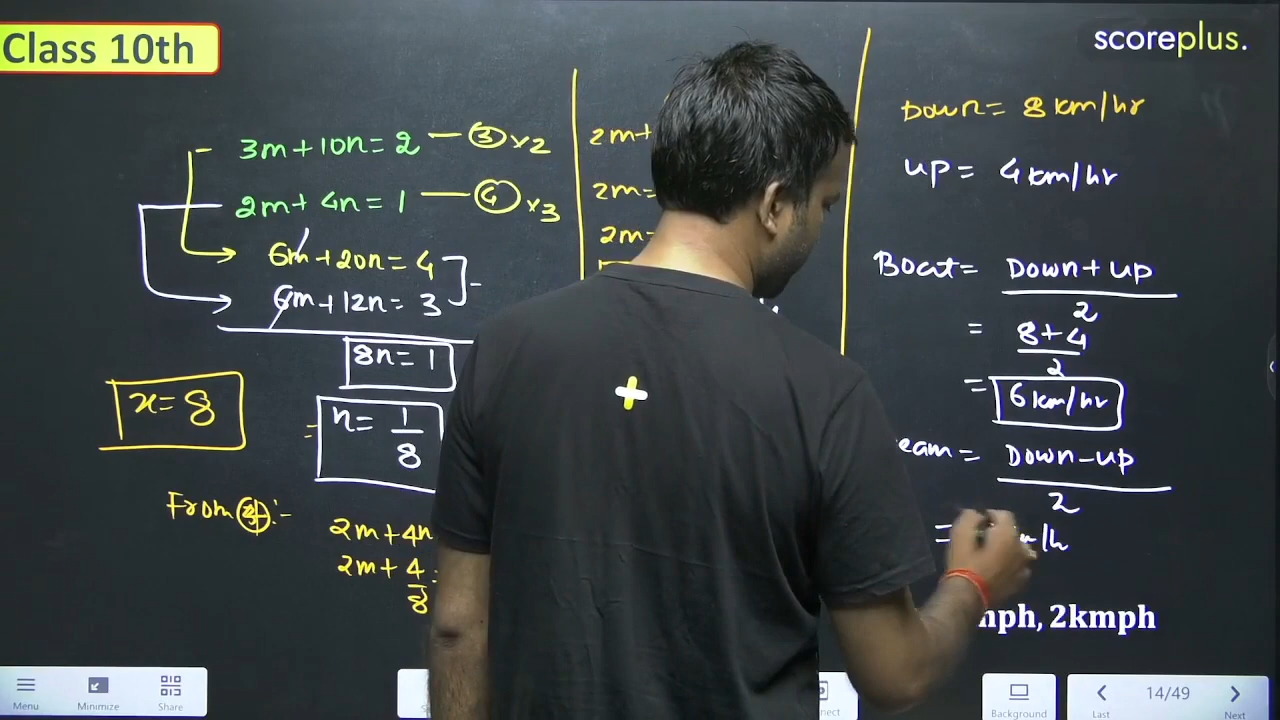 Class 10th
scoreplus.
3m + 10n = 2 — ③ ×2
2m + 4n = 1 — ④ ×3
6m + 20n = 4
6m + 12n = 3
8n = 1
x = 8
n = 1/8
From ④ :-
2m + 4n
2m + 4/8
2m+
2m=
2m
Down = 8 km/hr
up = 4 km/hr
Boat = Down + up / 2
= 8 + 4 / 2
= 6 km/hr
eam = Down - up / 2
=
/h
mph, 2kmph
Menu
Minimize
Share
Background
14/49
Last
Next